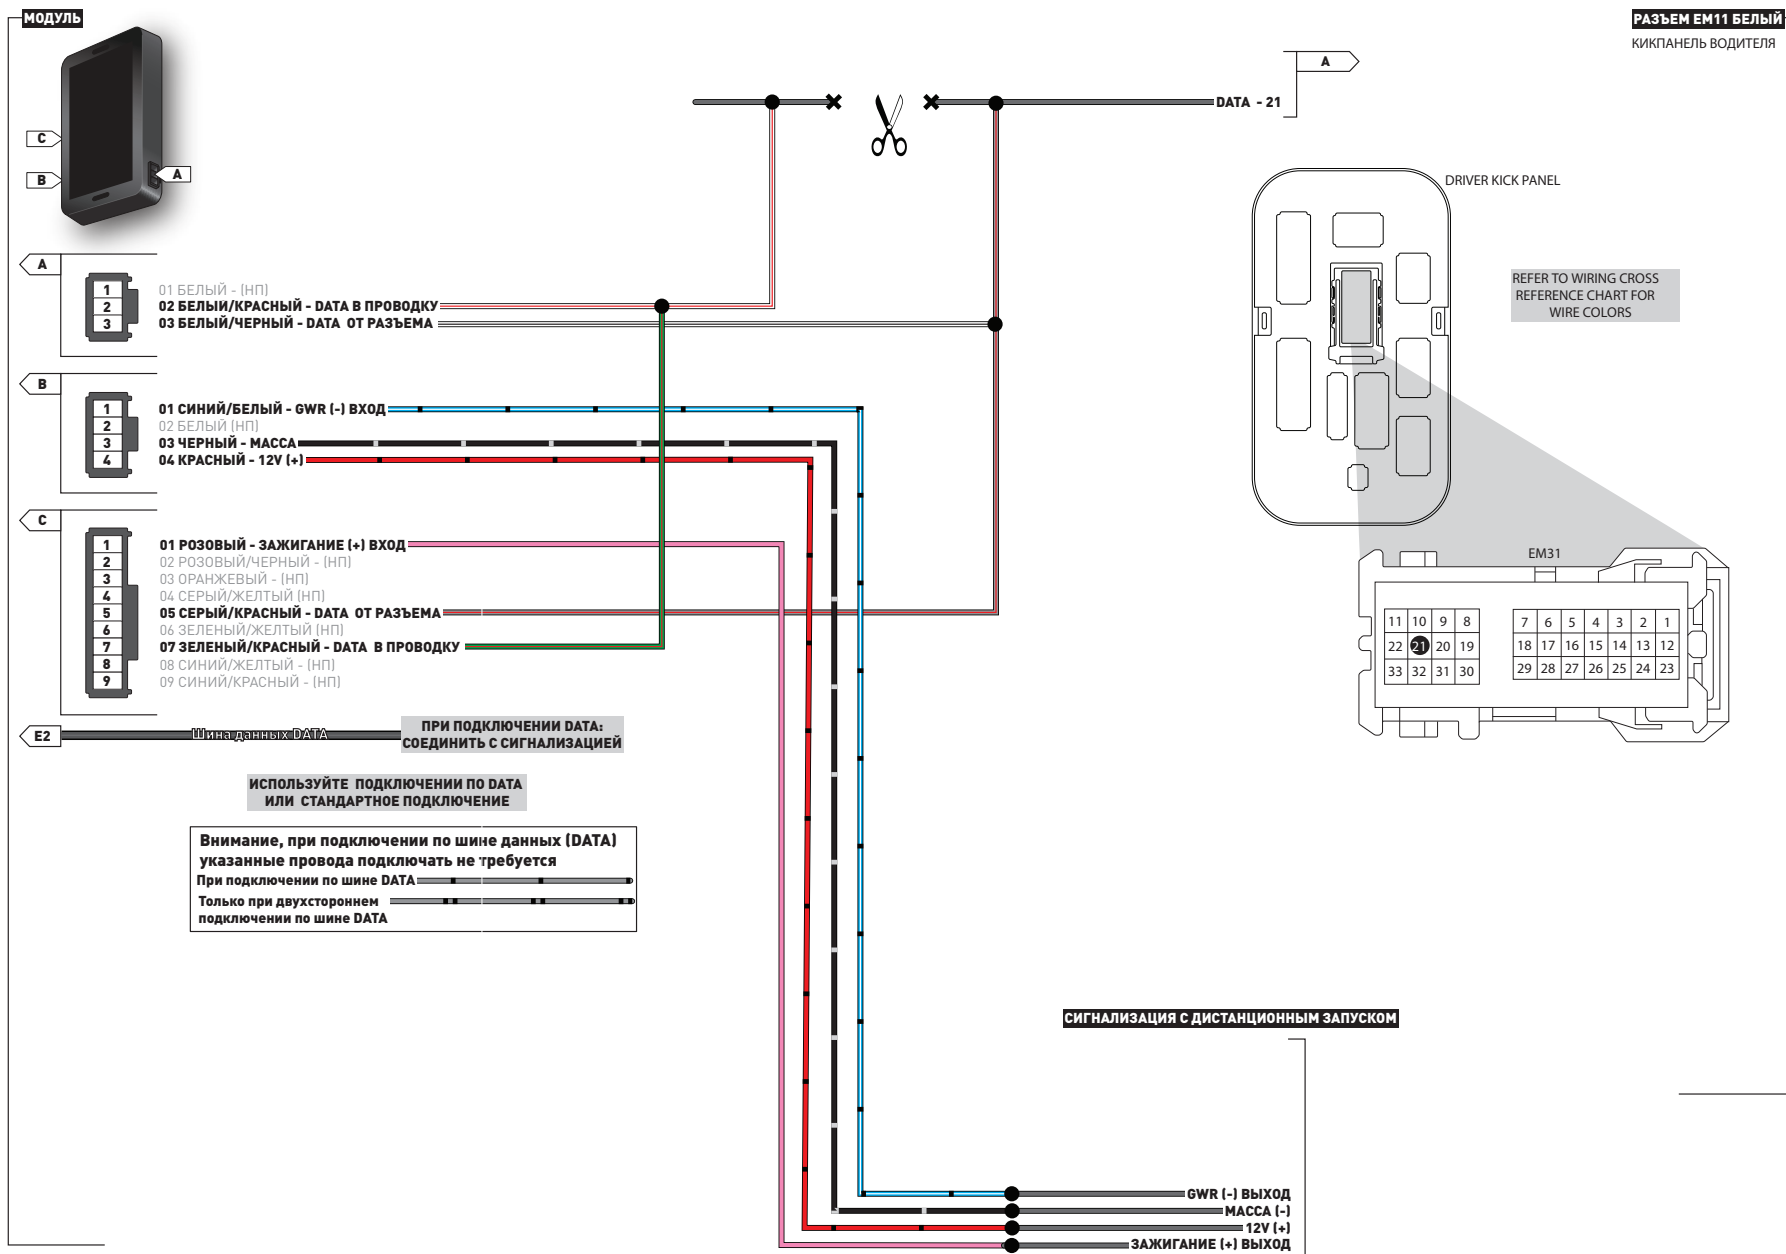 МОДУЛЬ
РАЗЪЕМ EM11 БЕЛЫЙ
КИКПАНЕЛЬ ВОДИТЕЛЯ
A
DATA - 21
C
B
A
DRIVER KICK PANEL
REFER TO WIRING CROSS
REFERENCE CHART FOR
WIRE COLORS
A
1
2
3
01 БЕЛЫЙ - (НП)
02 БЕЛЫЙ/КРАСНЫЙ - DATA В ПРОВОДКУ
03 БЕЛЫЙ/ЧЕРНЫЙ - DATA ОТ РАЗЪЕМА
B
1
2
3
4
01 СИНИЙ/БЕЛЫЙ - GWR (-) ВХОД
02 БЕЛЫЙ (НП)
03 ЧЕРНЫЙ - МАССА
04 КРАСНЫЙ - 12V (+)
C
1
2
3
4
5
6
7
8
9
01 РОЗОВЫЙ - ЗАЖИГАНИЕ (+) ВХОД
02 РОЗОВЫЙ/ЧЕРНЫЙ - (НП)
03 ОРАНЖЕВЫЙ - (НП)
04 СЕРЫЙ/ЖЕЛТЫЙ (НП)
05 СЕРЫЙ/КРАСНЫЙ - DATA ОТ РАЗЪЕМА
06 ЗЕЛЕНЫЙ/ЖЕЛТЫЙ (НП)
07 ЗЕЛЕНЫЙ/КРАСНЫЙ - DATA В ПРОВОДКУ
08 СИНИЙ/ЖЕЛТЫЙ - (НП)
09 СИНИЙ/КРАСНЫЙ - (НП)
EM31
11 10 9 8 7 6 5 4 3 2 1
22 21 20 19 18 17 16 15 14 13 12
33 32 31 30 29 28 27 26 25 24 23
E2
Шина данных DATA
ПРИ ПОДКЛЮЧЕНИИ DATA:
СОЕДИНИТЬ С СИГНАЛИЗАЦИЕЙ
ИСПОЛЬЗУЙТЕ ПОДКЛЮЧЕНИИ ПО DATA
ИЛИ СТАНДАРТНОЕ ПОДКЛЮЧЕНИЕ
Внимание, при подключении по шине данных (DATA)
указанные провода подключать не требуется
При подключении по шине DATA
Только при двухстороннем
подключении по шине DATA
СИГНАЛИЗАЦИЯ С ДИСТАНЦИОННЫМ ЗАПУСКОМ
GWR (-) ВЫХОД
МАССА (-)
12V (+)
ЗАЖИГАНИЕ (+) ВЫХОД